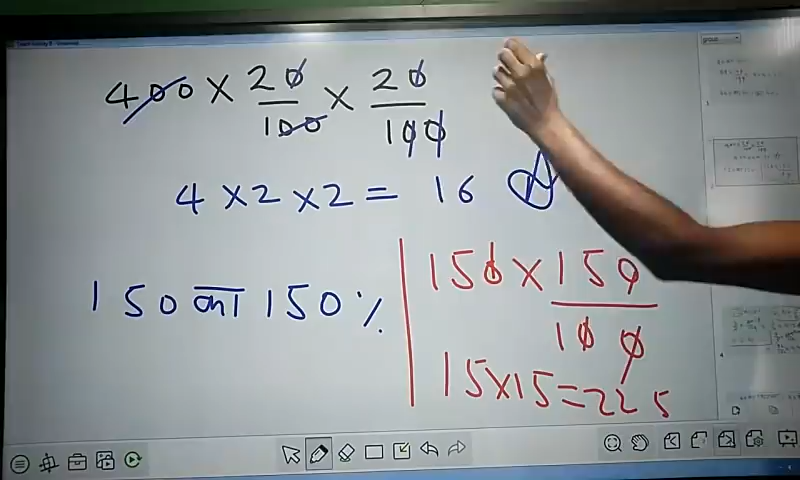 400 × 20/100 × 20/100
4 × 2 × 2 = 16
150 का 150 %
150 × 150/100
15 × 15 = 225